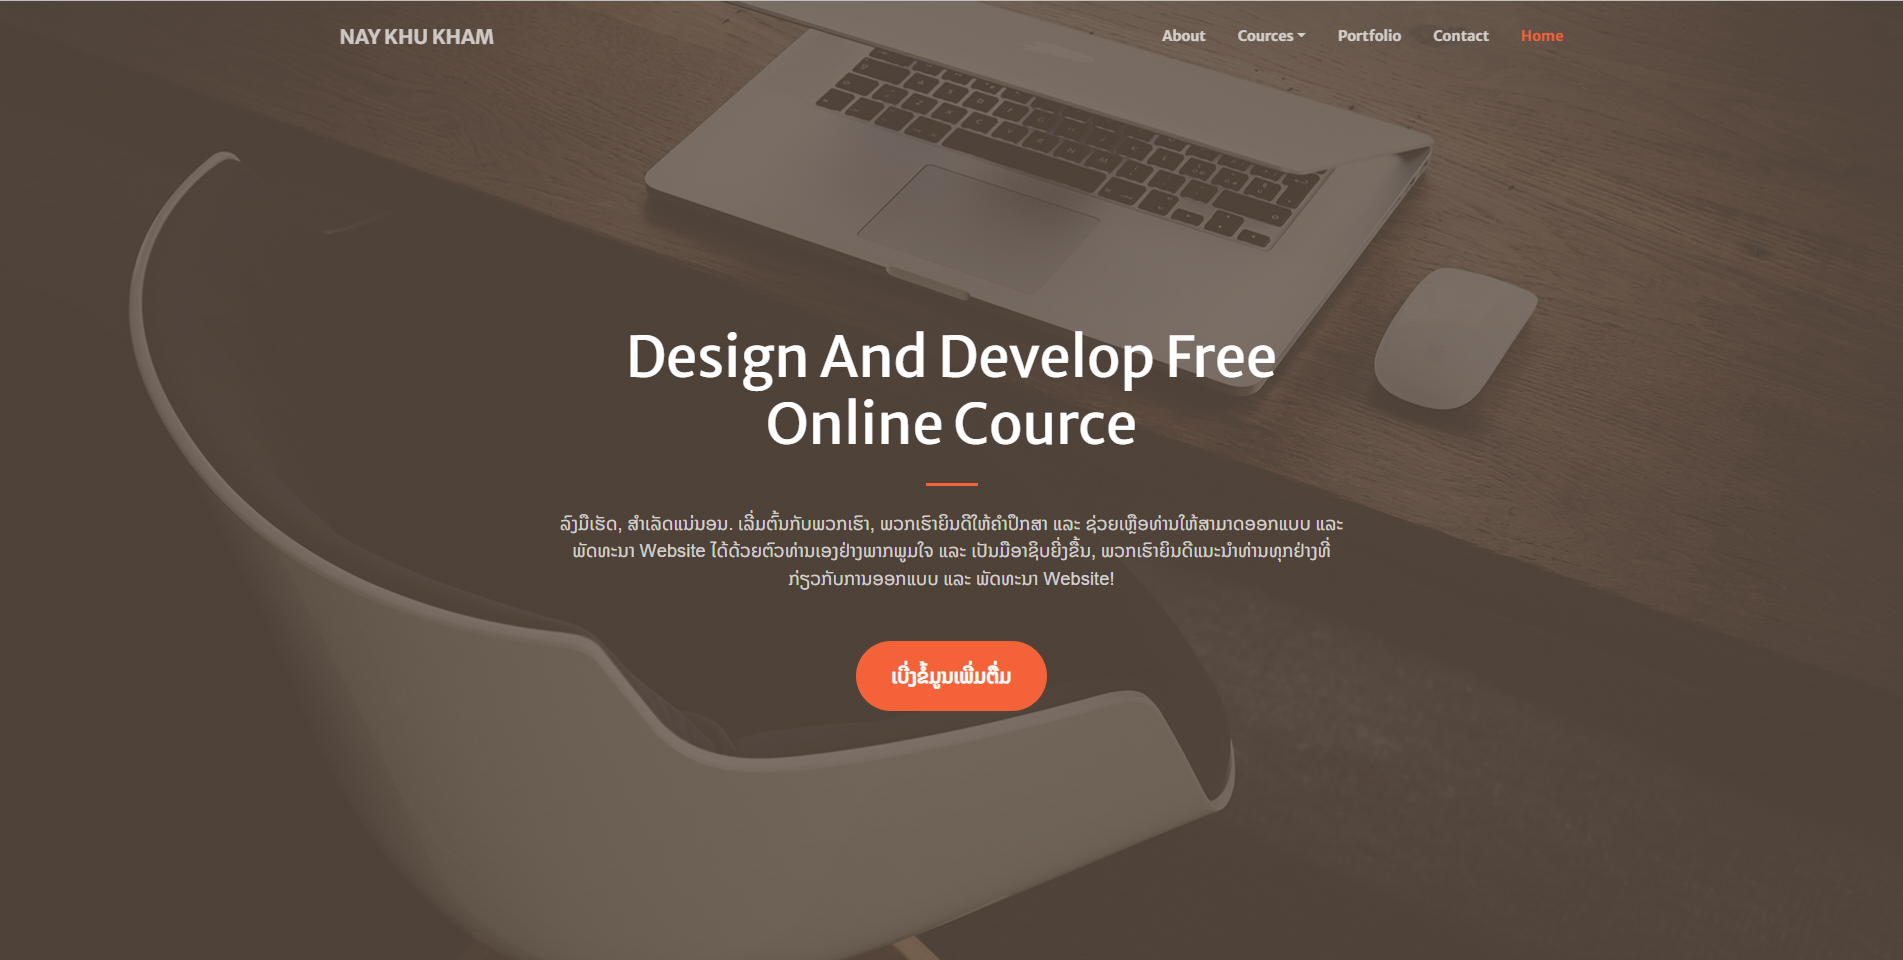 NAY KHU KHAM
About Cources Portfolio Contact Home
Design And Develop Free
Online Cource
ລົງມືເຮັດ, ສຳເລັດແນ່ນອນ. ເລີ່ມຕົ້ນກັບພວກເຮົາ, ພວກເຮົາຍິນດີໃຫ້ຄຳປຶກສາ ແລະ ຊ່ວຍເຫຼືອທ່ານໃຫ້ສາມາດອອກແບບ ແລະ
ພັດທະນາ Website ໄດ້ດ້ວຍຕົວທ່ານເອງຢ່າງພາກພູມໃຈ ແລະ ເປັນມືອາຊິບຍີ່ງຂື້ນ, ພວກເຮົາຍິນດີແນະນຳທ່ານທຸກຢ່າງທີ່
ກ່ຽວກັບການອອກແບບ ແລະ ພັດທະນາ Website!
ເບີ່ງຂໍ້ມູນເພີ່ມຕື່ມ